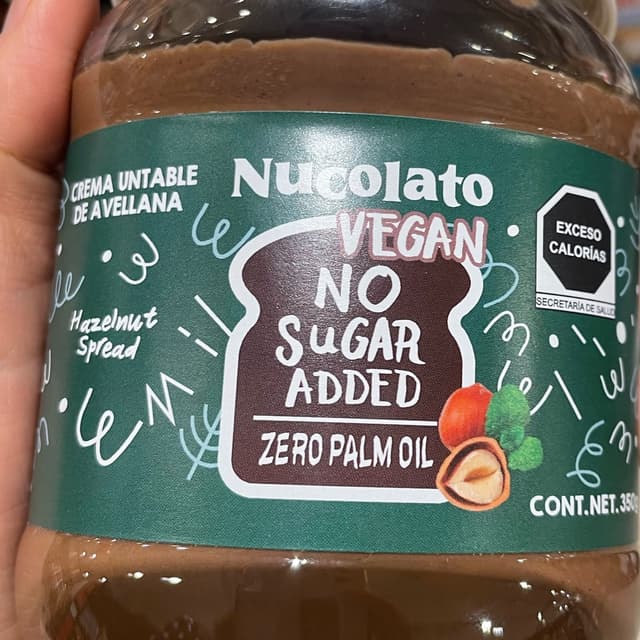 Nucolato
CREMA UNTABLE
DE AVELLANA
Hazelnut
Spread
VEGAN
NO
SUGAR
ADDED
ZERO PALM OIL
EXCESO
CALORÍAS
SECRETARÍA DE SALUD
CONT.NET.350g